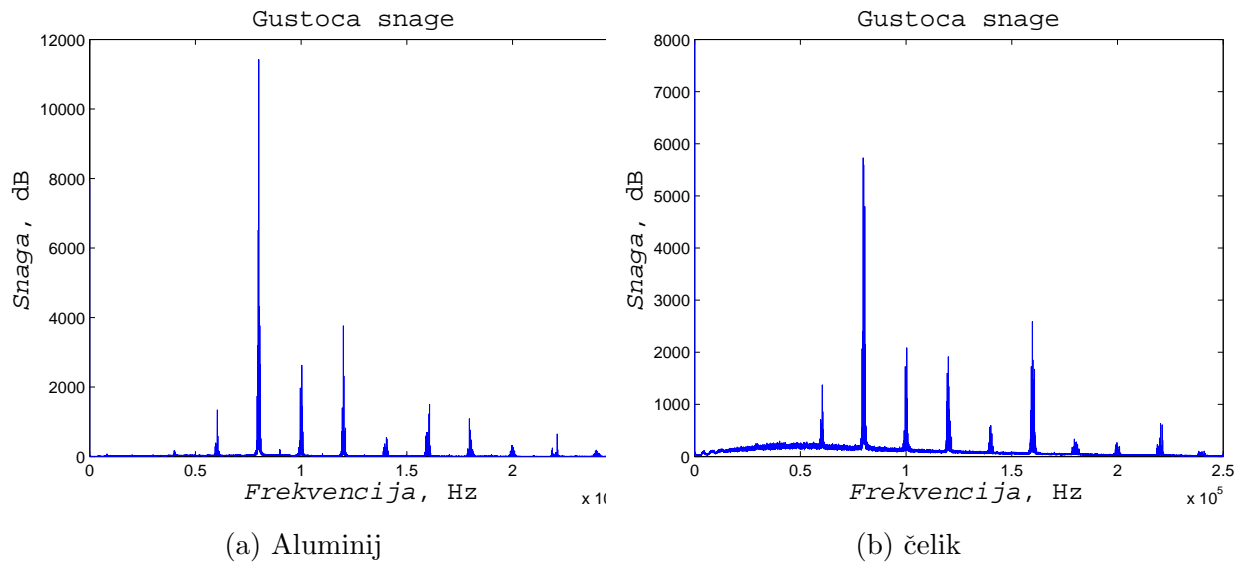 Gustoca snage
12000
10000
8000
6000
4000
2000
0
Snaga, dB
0 0.5 1 1.5 2
x 10
Frekvencija, Hz
(a) Aluminij
Gustoca snage
8000
7000
6000
5000
4000
3000
2000
1000
0
Snaga, dB
0 0.5 1 1.5 2 2.5
x 10^5
Frekvencija, Hz
(b) čelik